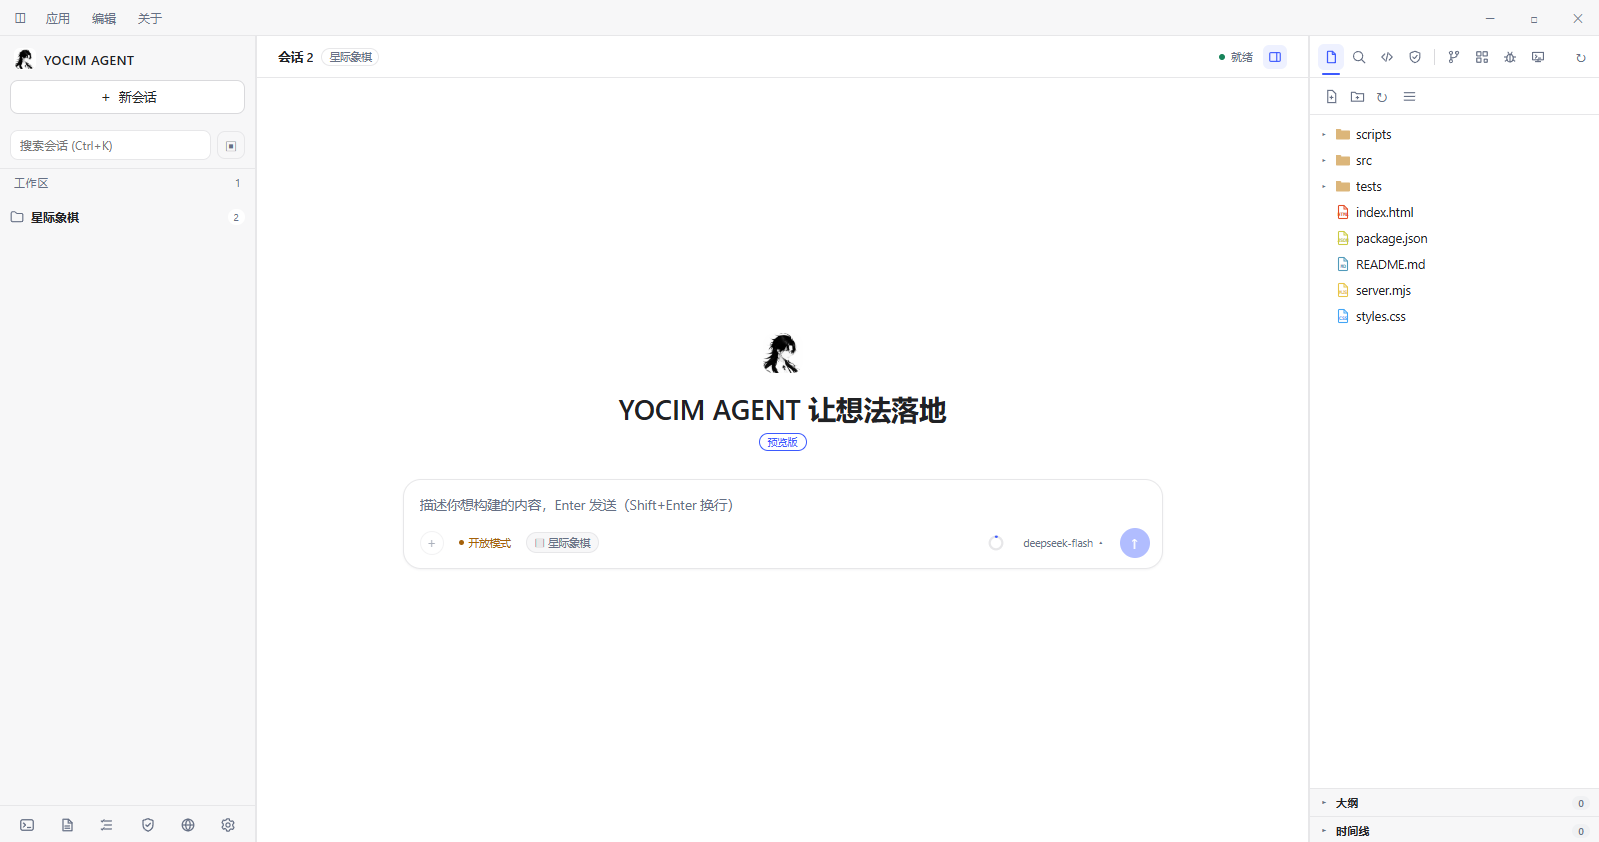 应用 编辑 关于
YOCIM AGENT
+ 新会话
搜索会话 (Ctrl+K)
工作区 1
星际象棋 2
会话 2 星际象棋
就绪
YOCIM AGENT 让想法落地
预览版
描述你想构建的内容，Enter 发送（Shift+Enter 换行）
开放模式 星际象棋
deepseek-flash
scripts
src
tests
index.html
package.json
README.md
server.mjs
styles.css
大纲 0
时间线 0